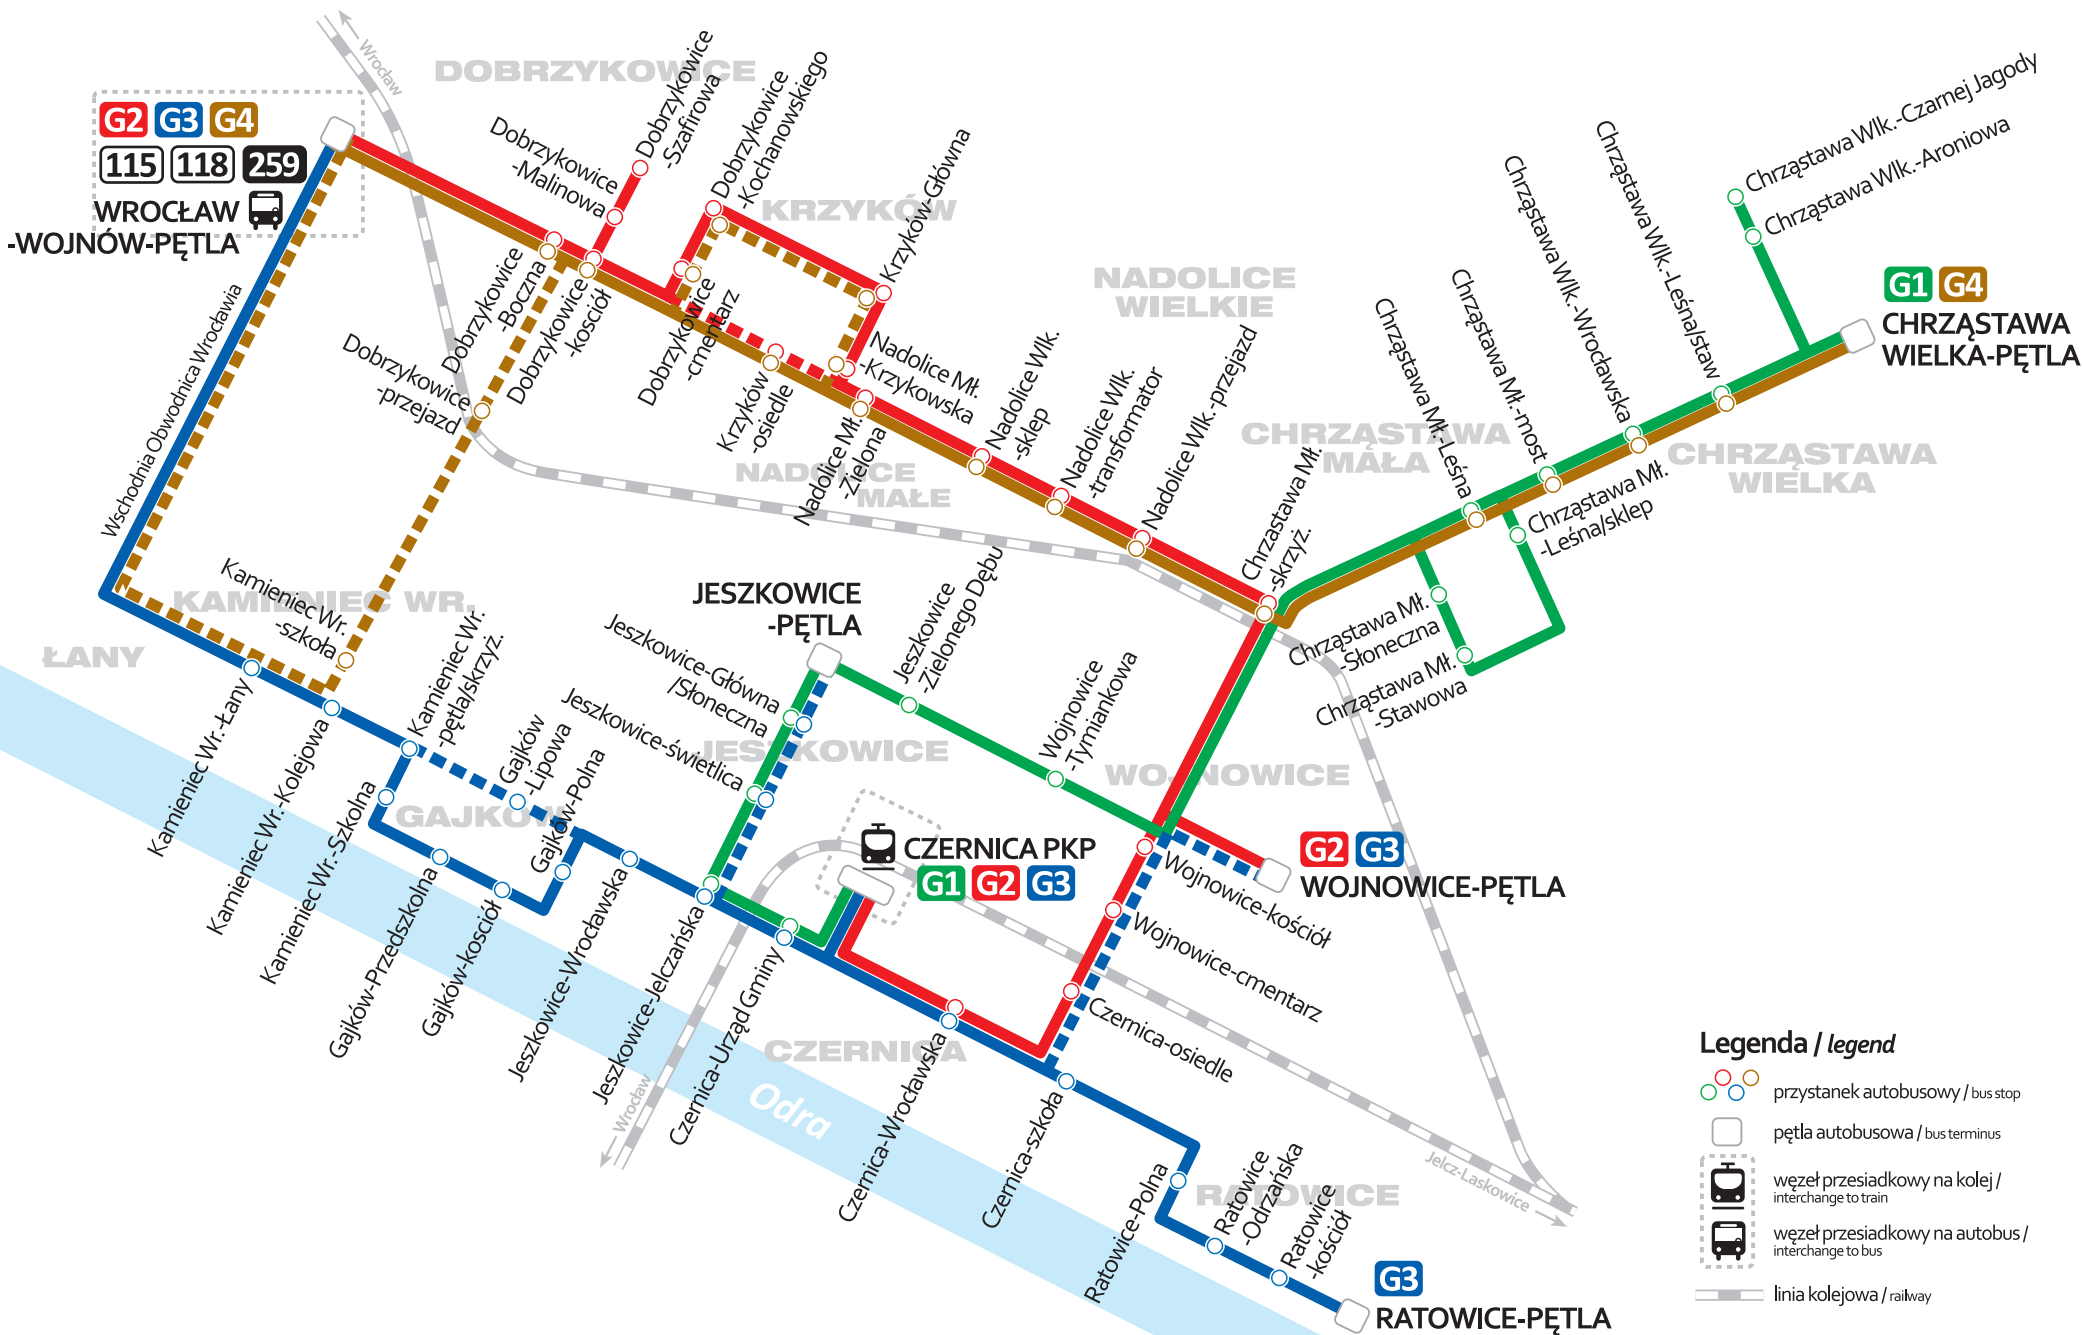 Wrocław
DOBRZYKOWICE
G2 G3 G4
115 118 259
WROCŁAW
-WOJNÓW-PĘTLA
Dobrzykowice
-Malinowa
Dobrzykowice
-Szafirowa
Dobrzykowice
-Kochanowskiego
KRZYKÓW
Krzyków-Główna
Dobrzykowice
-Boczna
Dobrzykowice
-kosciół
Dobrzykowice
-przejazd
Dobrzykowice
-cmentarz
Krzyków
-osiedle
Nadolice Mł.
-Krzykowska
Nadolice Mł.
-Zielona
NADOLICE
MAŁE
NADOLICE
WIELKIE
Nadolice Wlk.
-sklep
Nadolice Wlk.
-transformator
Nadolice Wlk.-przejazd
Chrząstawa Mł.
-skrzyż.
CHRZĄSTAWA
MAŁA
Chrząstawa Mł.-Leśna
Chrząstawa Mł.-most
Chrząstawa Wlk.-Wrocławska
Chrząstawa Wlk.-Leśna/staw
Chrząstawa Wlk.-Czarnej Jagody
Chrząstawa Wlk.-Aroniowa
G1 G4
CHRZĄSTAWA
WIELKA-PĘTLA
CHRZĄSTAWA
WIELKA
Chrząstawa Mł.
-Leśna/sklep
Chrząstawa Mł.
-Słoneczna
Chrząstawa Mł.
-Stawowa
Wschodnia Obwodnica Wrocławia
KAMIENIEC WR.
Kamieniec Wr.
-szkoła
ŁANY
Kamieniec Wr.-Łany
Kamieniec Wr.-Kolejowa
Kamieniec Wr.
-pętla/skrzyż.
Kamieniec Wr.-Szkolna
GAJKÓW
Gajków
-Lipowa
Gajków-Polna
Gajków-Przedszkolna
Gajków-kosciół
JESZKOWICE
-PĘTLA
Jeszkowice-Główna
/Słoneczna
Jeszkowice-świetlica
JESZKOWICE
Jeszkowice
-Zielonego Dębu
Wojnowice
-Tymiankowa
WOJNOWICE
Jeszkowice-Wrocławska
Jeszkowice-Jelczańska
CZERNICA PKP
G1 G2 G3
G2 G3
WOJNOWICE-PĘTLA
Wojnowice-kościół
Wojnowice-cmentarz
Czernica-osiedle
Czernica-Urząd Gminy
CZERNICA
Czernica-Wrocławska
Czernica-szkoła
Wrocław
Odra
Jelcz-Laskowice
RATOWICE
Ratowice-Polna
Ratowice
-Odrzańska
Ratowice
-kościół
G3
RATOWICE-PĘTLA
Legenda / legend
przystanek autobusowy / bus stop
pętla autobusowa / bus terminus
węzeł przesiadkowy na kolej /
interchange to train
węzeł przesiadkowy na autobus /
interchange to bus
linia kolejowa / railway